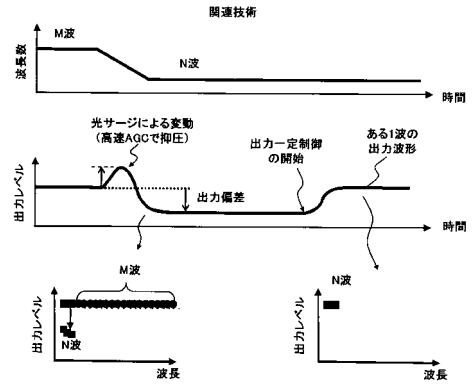 関連技術
M波
N波
波長数
時間
光サージによる変動
(高速AGCで抑圧)
出力一定制御
の開始
ある1波の
出力波形
出力偏差
出力レベル
時間
M波
N波
出力レベル
波長
N波
出力レベル
波長